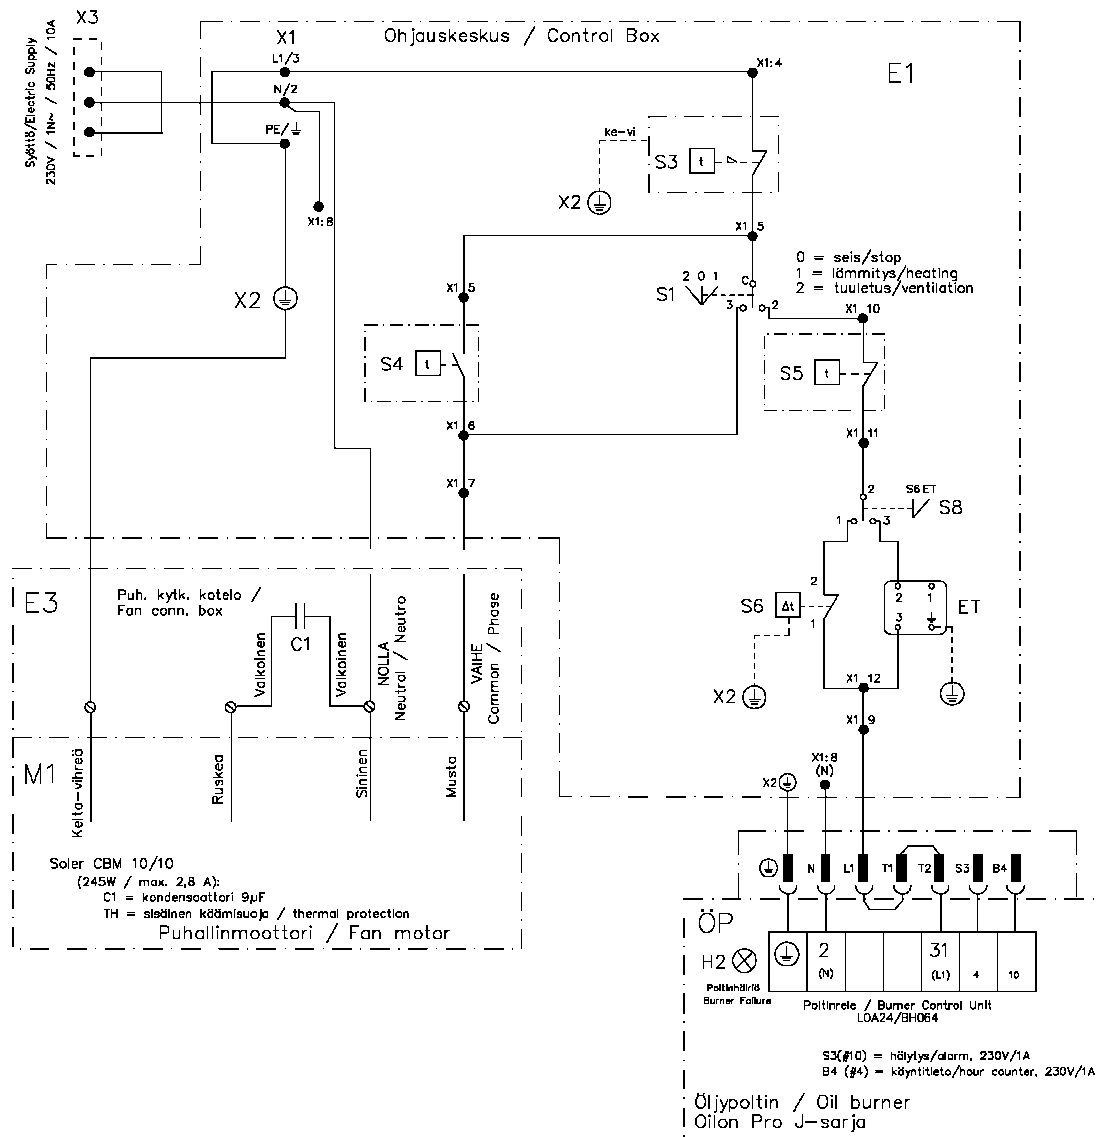 X3
Syöttö/Electric Supply
230V / 1N~ / 50Hz / 10A
X1
L1/3
N/2
PE/
X1:8
X2
Ohjauskeskus / Control Box
E1
X1:4
ke-vi
S3
t
X2
X1 5
X1 5
0 = seis/stop
1 = lämmitys/heating
2 = tuuletus/ventilation
S1
2 0 1
C
3
2
X1 10
S4
t
S5
t
X1 6
X1 11
X1 7
2
S6 ET
S8
1
3
S6
Δt
2
1
2
1
3
ET
X2
X1 12
X1 9
E3
Puh. kytk. kotelo /
Fan conn. box
C1
Valkoinen
Valkoinen
NOLLA
Neutral / Neutro
VAIHE
Common / Phase
M1
Kelta-vihreä
Ruskea
Sininen
Musta
Soler CBM 10/10
(245W / max. 2,8 A):
C1 = kondensaattori 9µF
TH = sisäinen käämisuoja / thermal protection
Puhallinmoottori / Fan motor
X2
X1:8
(N)
N
L1
T1
T2
S3
B4
ÖP
H2
Poltinhäiriö
Burner Failure
2
(N)
31
(L1)
4
10
Poltinrele / Burner Control Unit
LOA24/BH064
S3(#10) = hälytys/alarm, 230V/1A
B4 (#4) = käyntitieto/hour counter, 230V/1A
Öljypoltin / Oil burner
Oilon Pro J-sarja